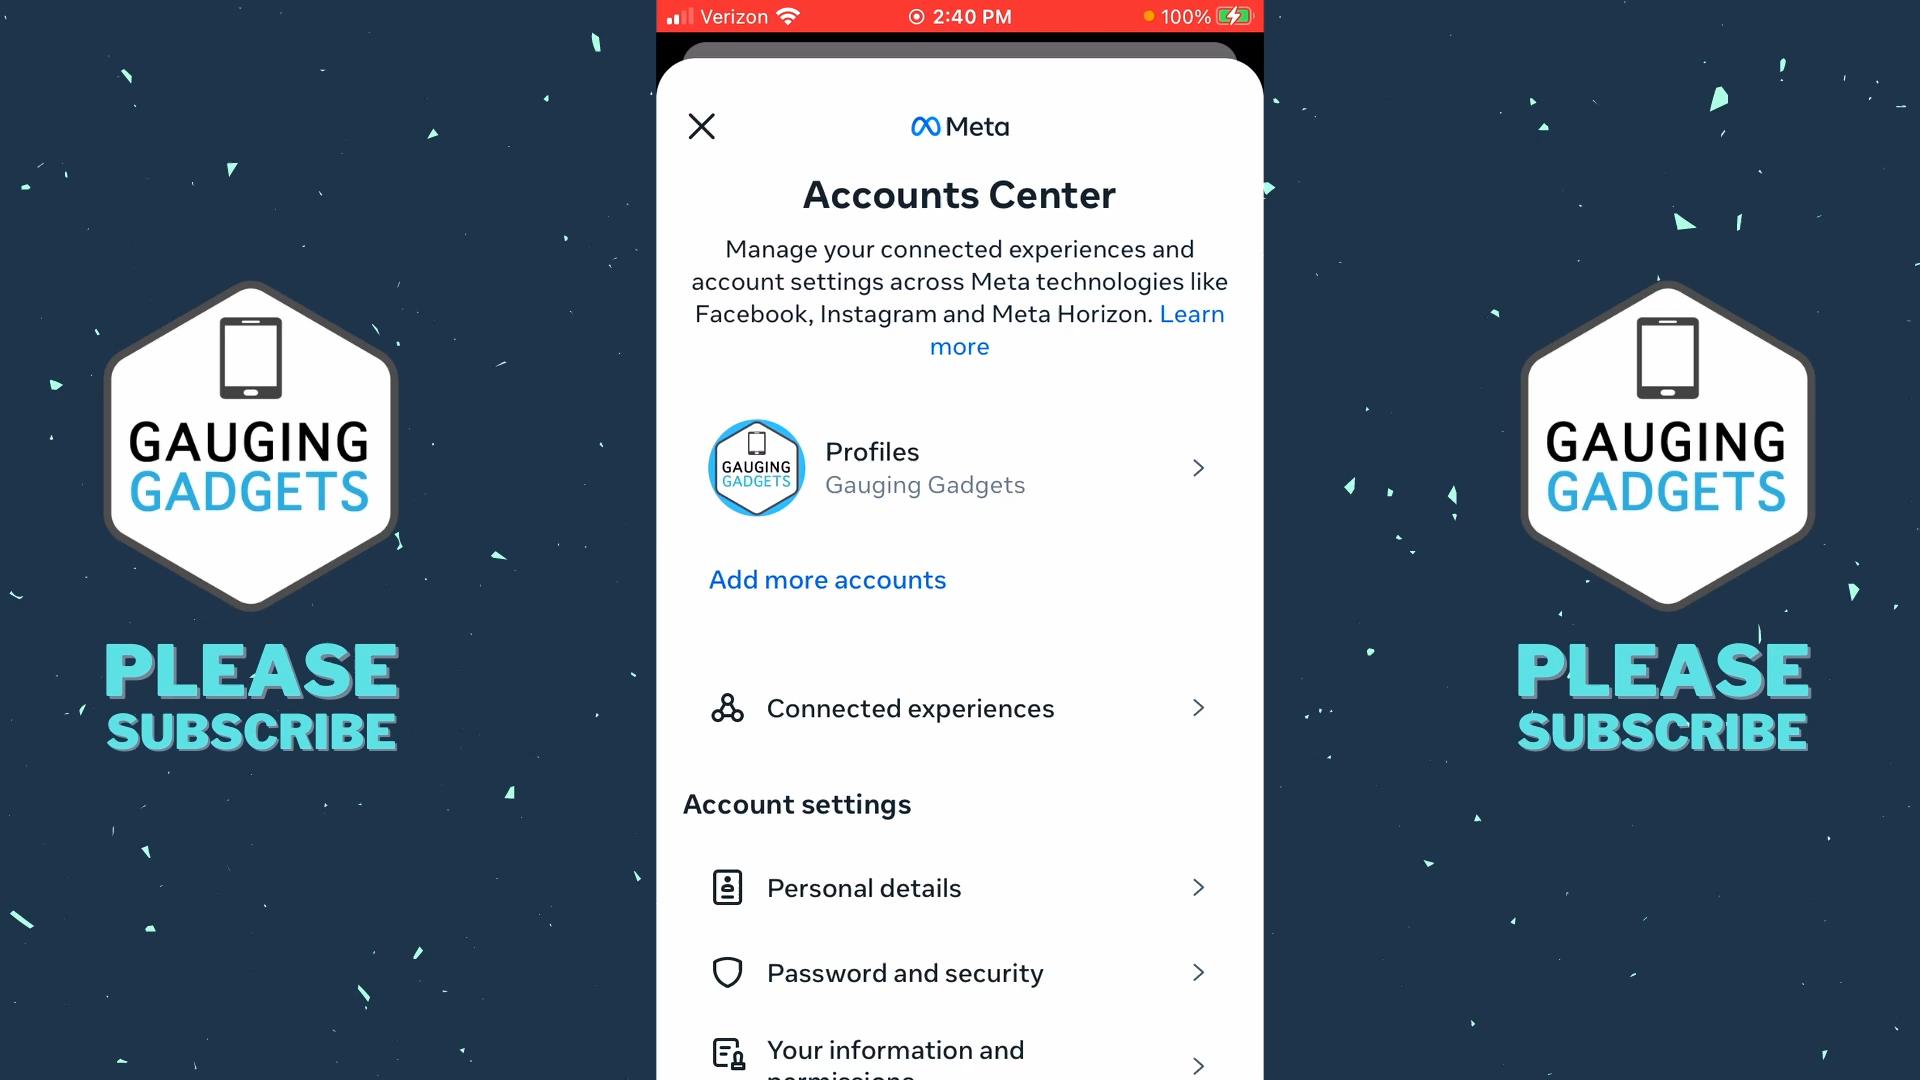 Verizon 2:40 PM 100%
Meta
Accounts Center
Manage your connected experiences and
account settings across Meta technologies like
Facebook, Instagram and Meta Horizon. Learn
more
GAUGING
GADGETS
Profiles
Gauging Gadgets
Add more accounts
Connected experiences
Account settings
Personal details
Password and security
Your information and
permissions
GAUGING
GADGETS
PLEASE
SUBSCRIBE
GAUGING
GADGETS
PLEASE
SUBSCRIBE